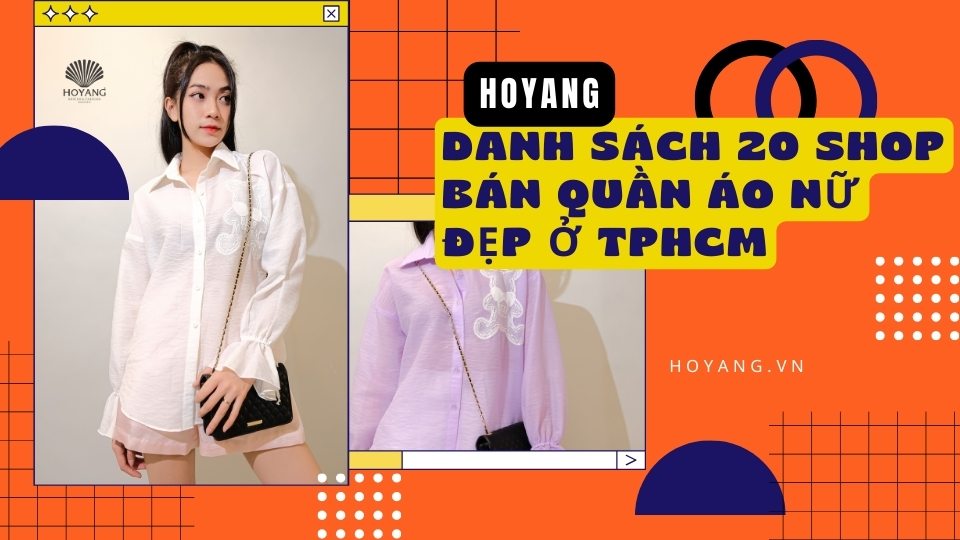 HOYANG
HOYANG
DANH SÁCH 20 SHOP
BÁN QUẦN ÁO NỮ
ĐẸP Ở TPHCM
HOYANG.VN